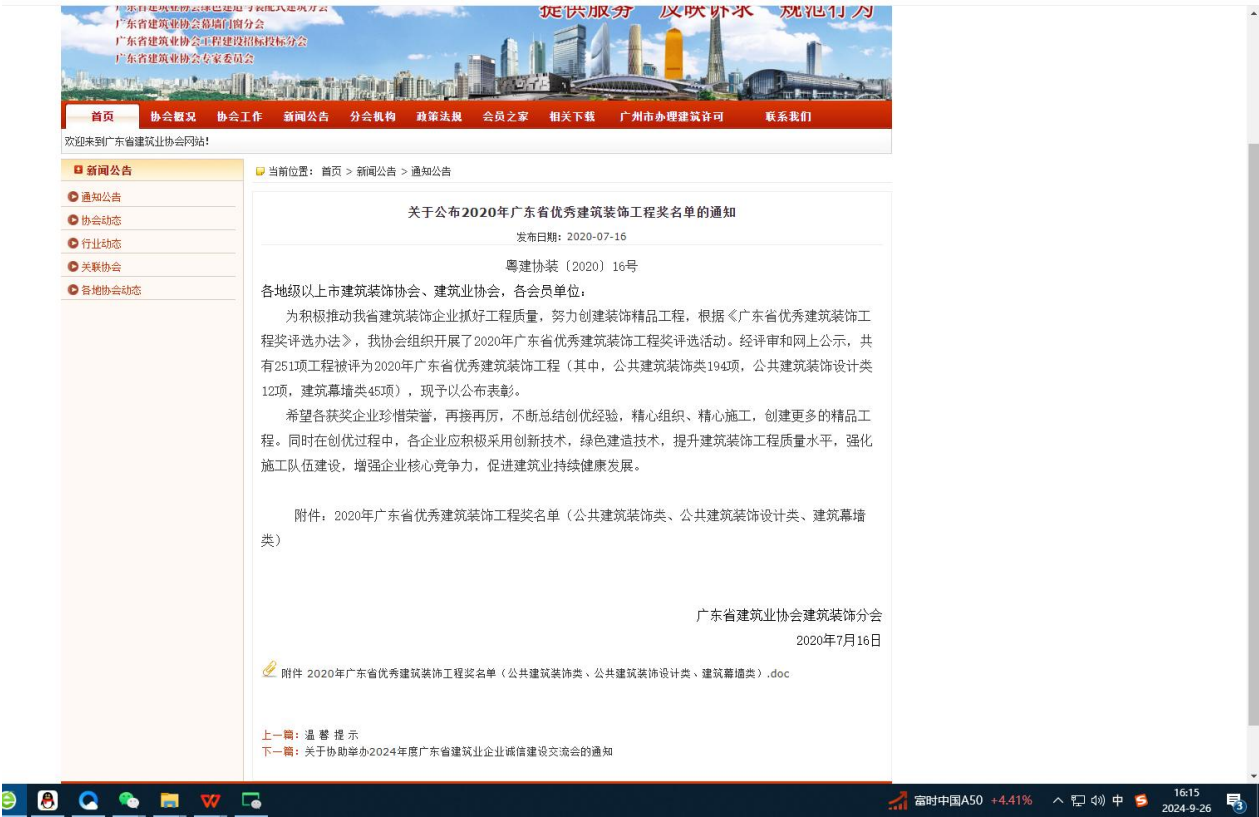 广东省建筑业协会绿色建造与装配式建筑分会
广东省建筑业协会幕墙门窗分会
广东省建筑业协会工程建设招标投标分会
广东省建筑业协会专家委员会
提供服务 反映诉求 规范行为
首页 协会概况 协会工作 新闻公告 分会机构 政策法规 会员之家 相关下载 广州市办理建筑许可 联系我们
欢迎来到广东省建筑业协会网站!
新闻公告
通知公告
协会动态
行业动态
关联协会
各地协会动态
当前位置: 首页 > 新闻公告 > 通知公告
关于公布2020年广东省优秀建筑装饰工程奖名单的通知
发布日期: 2020-07-16
粤建协装〔2020〕16号
各地级以上市建筑装饰协会、建筑业协会，各会员单位：
为积极推动我省建筑装饰企业抓好工程质量，努力创建装饰精品工程，根据《广东省优秀建筑装饰工
程奖评选办法》，我协会组织开展了2020年广东省优秀建筑装饰工程奖评选活动。经评审和网上公示，共
有251项工程被评为2020年广东省优秀建筑装饰工程（其中，公共建筑装饰类194项，公共建筑装饰设计类
12项，建筑幕墙类45项），现予以公布表彰。
希望各获奖企业珍惜荣誉，再接再厉，不断总结创优经验，精心组织、精心施工，创建更多的精品工
程。同时在创优过程中，各企业应积极采用创新技术，绿色建造技术，提升建筑装饰工程质量水平，强化
施工队伍建设，增强企业核心竞争力，促进建筑业持续健康发展。
附件：2020年广东省优秀建筑装饰工程奖名单（公共建筑装饰类、公共建筑装饰设计类、建筑幕墙
类）
广东省建筑业协会建筑装饰分会
2020年7月16日
附件 2020年广东省优秀建筑装饰工程奖名单（公共建筑装饰类、公共建筑装饰设计类、建筑幕墙类）.doc
上一篇：温 馨 提 示
下一篇：关于协助举办2024年度广东省建筑业企业诚信建设交流会的通知
富时中国A50 +4.41% 中 16:15
2024-9-26 3